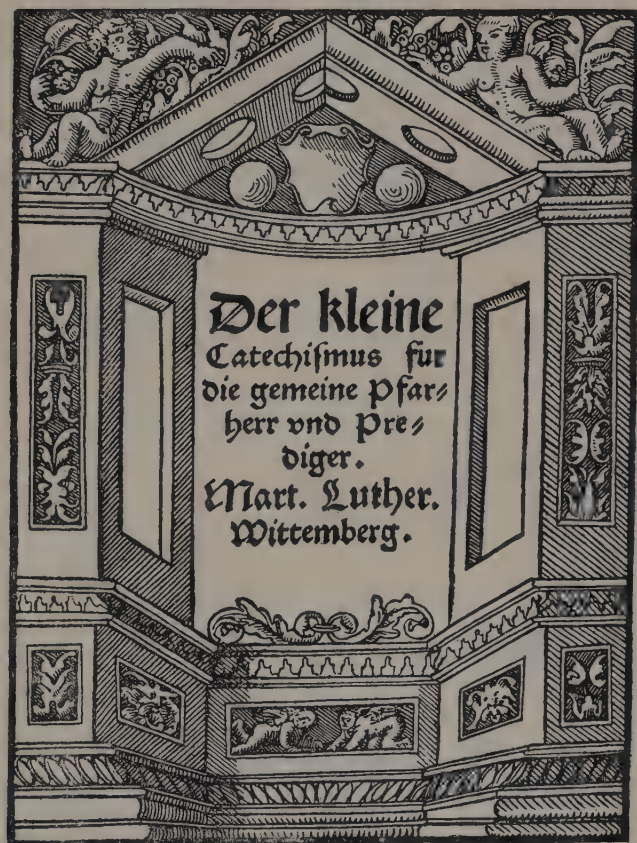 Der kleine
Catechiſmus fur
die gemeine Pfar⸗
herr vnd Pre⸗
diger.
Mart. Luther.
Wittemberg.